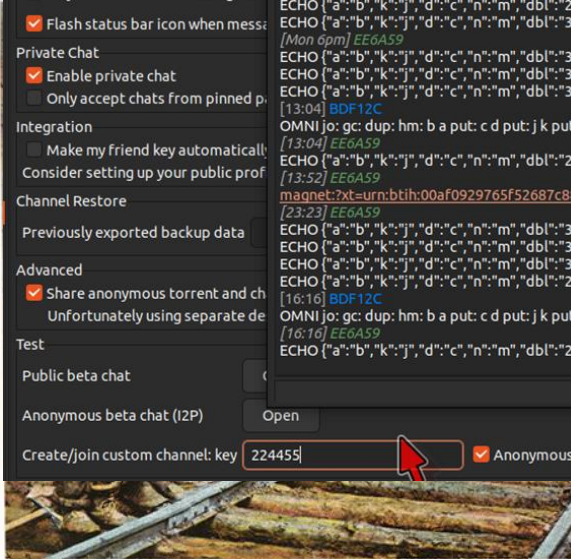 Flash status bar icon when messa
Private Chat
Enable private chat
Only accept chats from pinned pa
Integration
Make my friend key automatically
Consider setting up your public prof
Channel Restore
Previously exported backup data
Advanced
Share anonymous torrent and ch
Unfortunately using separate de
Test
Public beta chat
Anonymous beta chat (I2P)
Open
Create/join custom channel: key
224455
Anonymous
ECHO {"a":"b","k":"j","d":"c","n":"m","dbl":"2
ECHO {"a":"b","k":"j","d":"c","n":"m","dbl":"3
[Mon 6pm] EE6A59
ECHO {"a":"b","k":"j","d":"c","n":"m","dbl":"3
ECHO {"a":"b","k":"j","d":"c","n":"m","dbl":"3
ECHO {"a":"b","k":"j","d":"c","n":"m","dbl":"3
[13:04] BDF12C
OMNI jo: gc: dup: hm: b a put: c d put: j k put
[13:04] EE6A59
ECHO {"a":"b","k":"j","d":"c","n":"m","dbl":"2
[13:52] EE6A59
magnet:?xt=urn:btih:00af0929765f52687c8
[23:23] EE6A59
ECHO {"a":"b","k":"j","d":"c","n":"m","dbl":"3
ECHO {"a":"b","k":"j","d":"c","n":"m","dbl":"3
ECHO {"a":"b","k":"j","d":"c","n":"m","dbl":"3
ECHO {"a":"b","k":"j","d":"c","n":"m","dbl":"2
[16:16] BDF12C
OMNI jo: gc: dup: hm: b a put: c d put: j k put
[16:16] EE6A59
ECHO {"a":"b","k":"j","d":"c","n":"m","dbl":"2